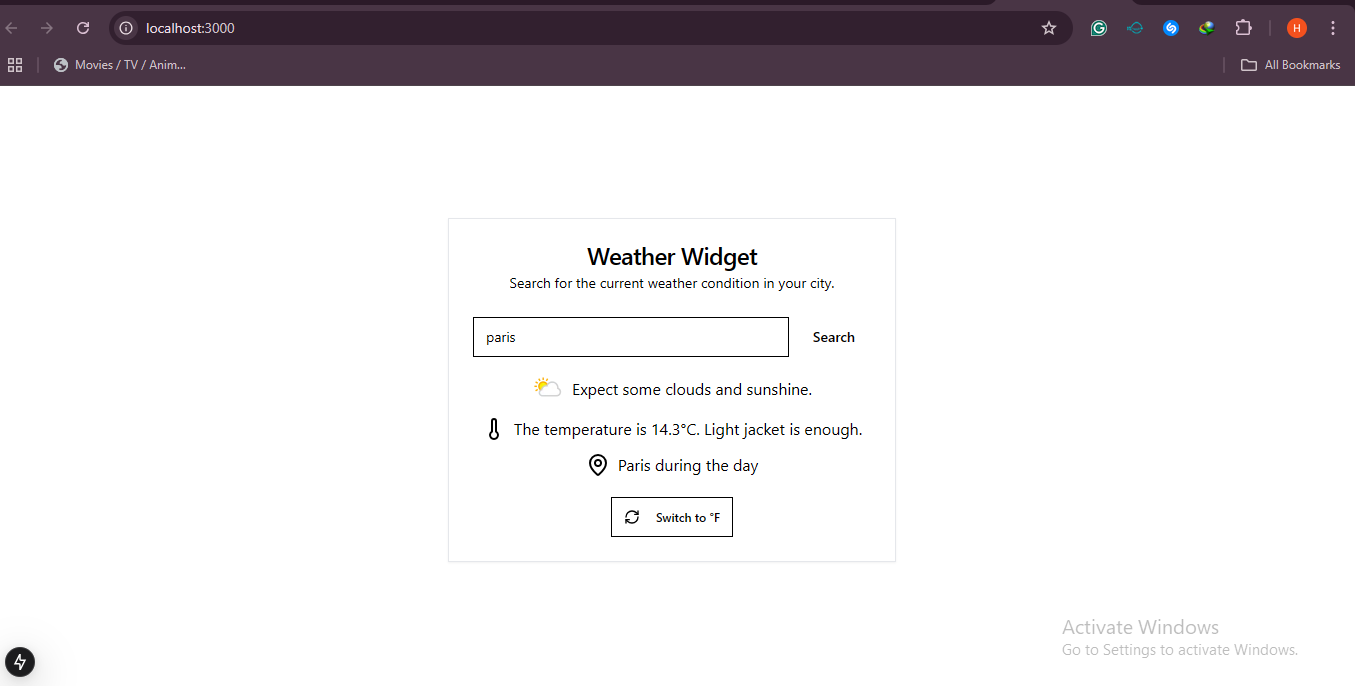 localhost:3000
H
Movies / TV / Anim...
All Bookmarks
Weather Widget
Search for the current weather condition in your city.
paris
Search
Expect some clouds and sunshine.
The temperature is 14.3°C. Light jacket is enough.
Paris during the day
Switch to °F
Activate Windows
Go to Settings to activate Windows.